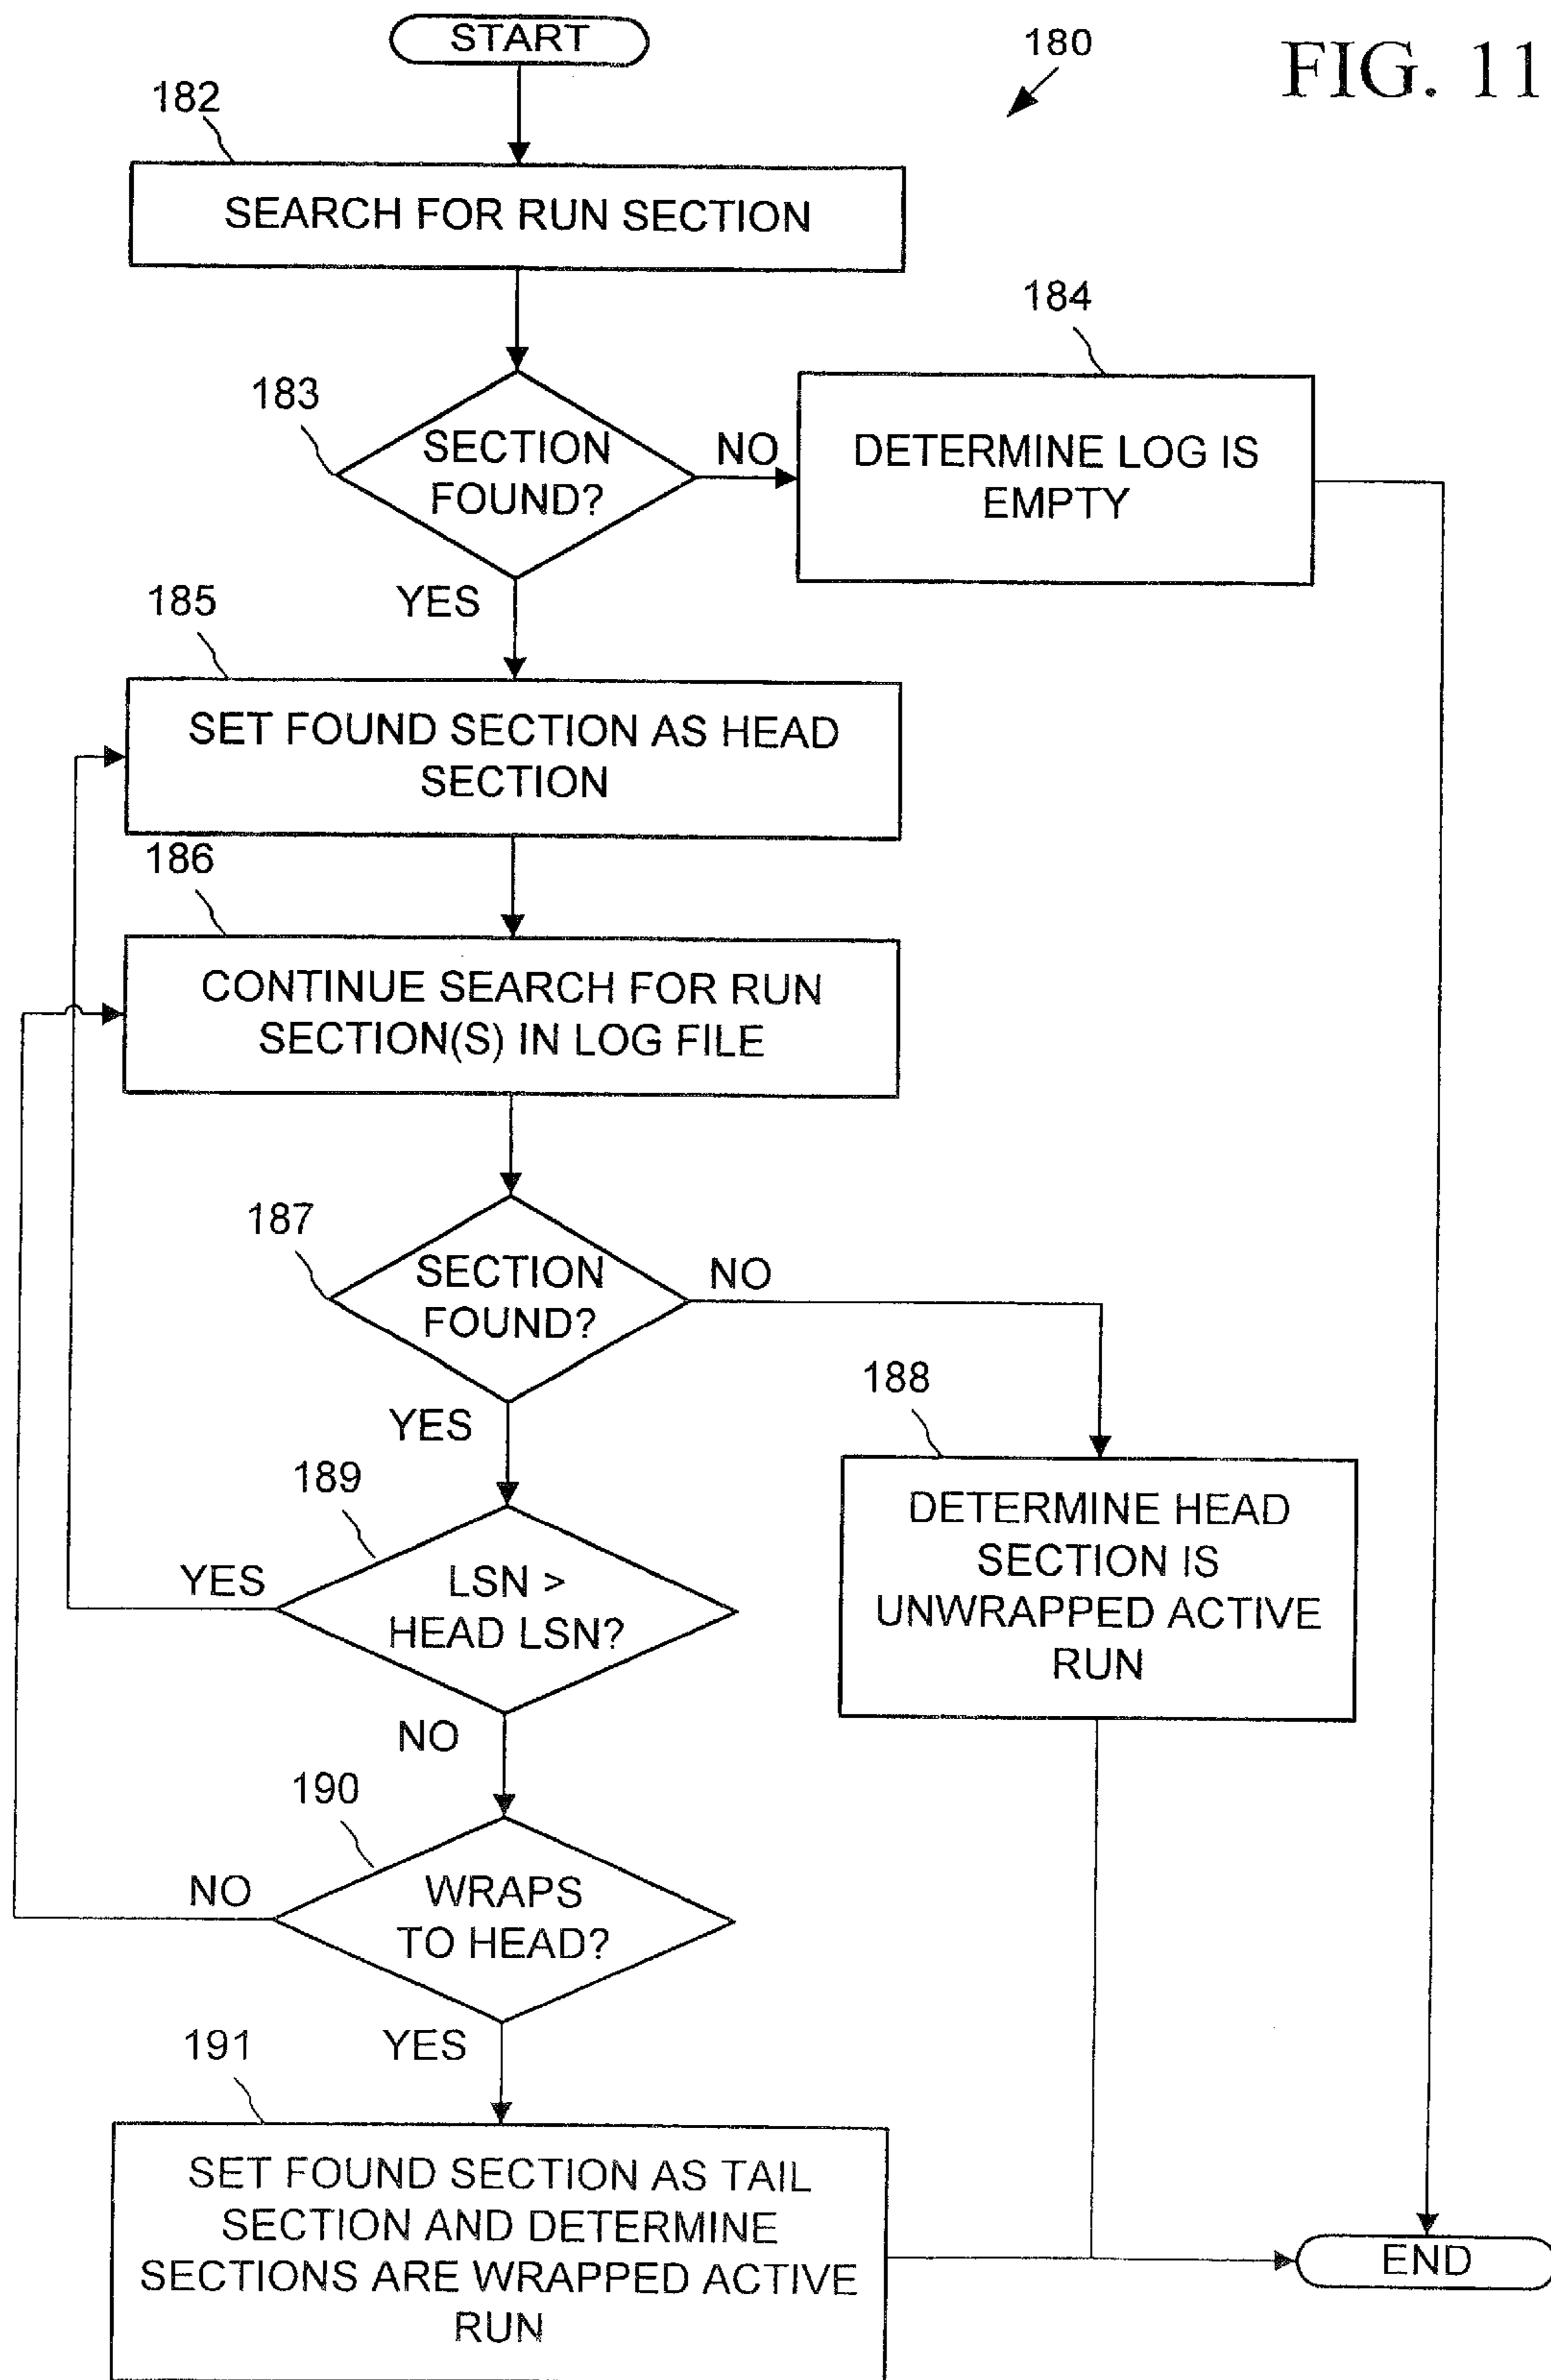 START
180
FIG. 11
182
SEARCH FOR RUN SECTION
184
183
SECTION
FOUND?
NO
DETERMINE LOG IS
EMPTY
YES
185
SET FOUND SECTION AS HEAD
SECTION
186
CONTINUE SEARCH FOR RUN
SECTION(S) IN LOG FILE
187
SECTION
FOUND?
NO
188
YES
189
DETERMINE HEAD
SECTION IS
UNWRAPPED ACTIVE
RUN
YES
LSN >
HEAD LSN?
NO
190
NO
WRAPS
TO HEAD?
YES
191
SET FOUND SECTION AS TAIL
SECTION AND DETERMINE
SECTIONS ARE WRAPPED ACTIVE
RUN
END